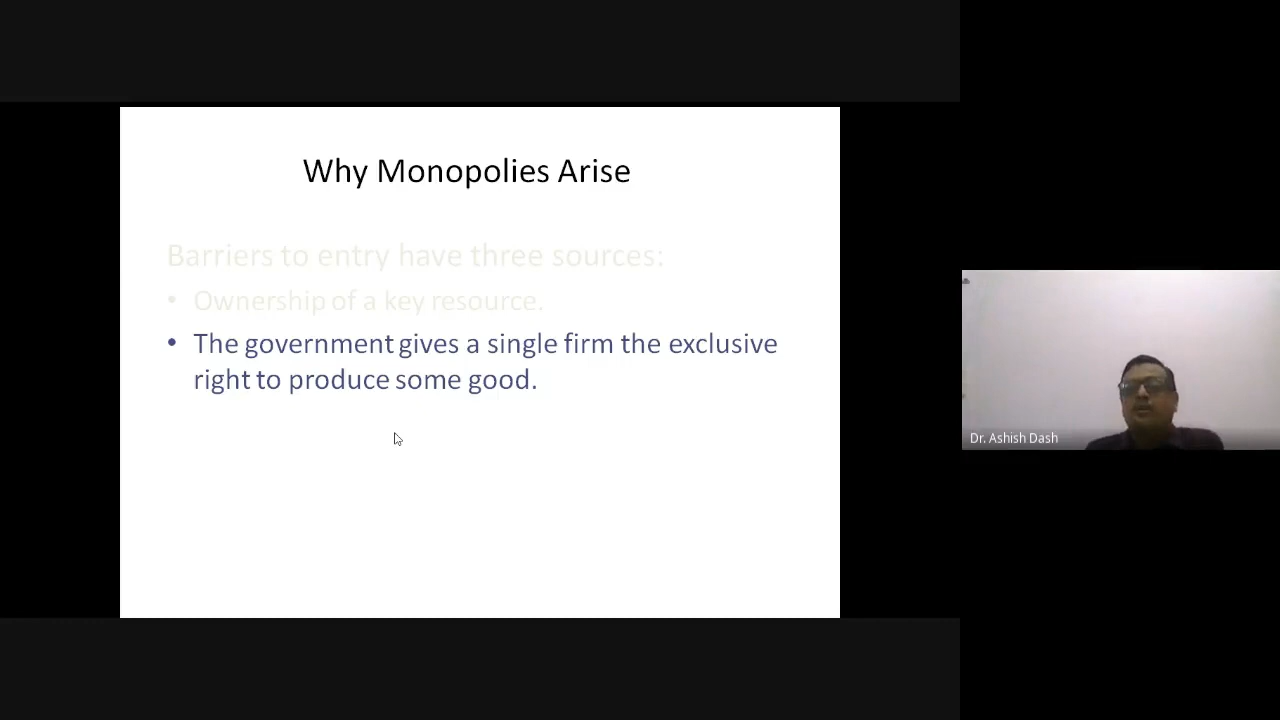 Why Monopolies Arise
Barriers to entry have three sources:
• Ownership of a key resource.
• The government gives a single firm the exclusive
right to produce some good.
Dr. Ashish Dash